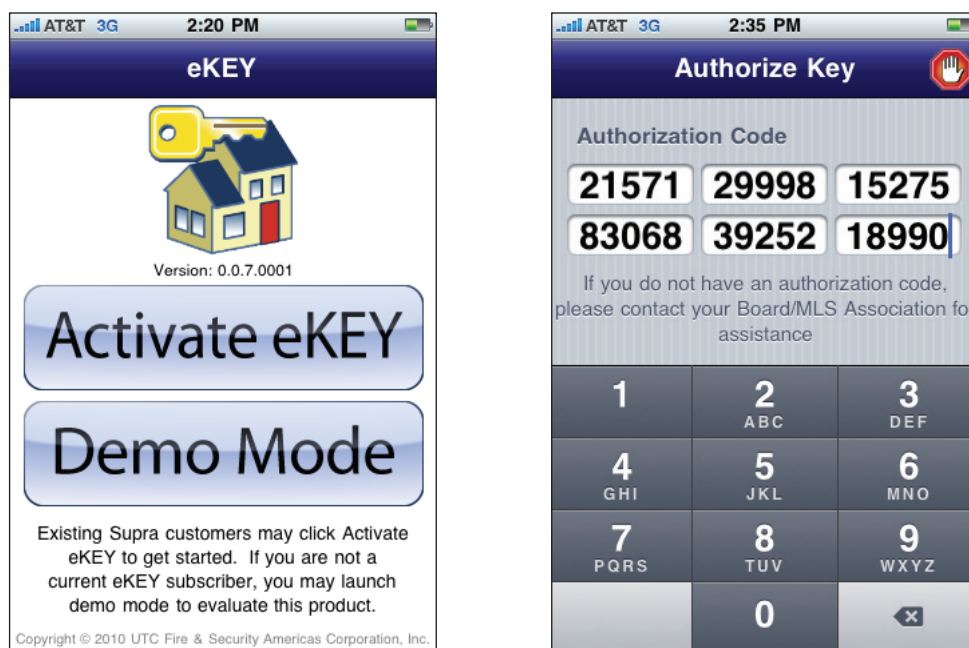 AT&T 3G 2:20 PM
eKEY
Version: 0.0.7.0001
Activate eKEY
Demo Mode
Existing Supra customers may click Activate
eKEY to get started. If you are not a
current eKEY subscriber, you may launch
demo mode to evaluate this product.
Copyright © 2010 UTC Fire & Security Americas Corporation, Inc.
AT&T 3G 2:35 PM
Authorize Key
Authorization Code
21571 29998 15275
83068 39252 18990
If you do not have an authorization code,
please contact your Board/MLS Association fo
assistance
1 2 3
ABC DEF
4 5 6
GHI JKL MNO
7 8 9
PQRS TUV WXYZ
0